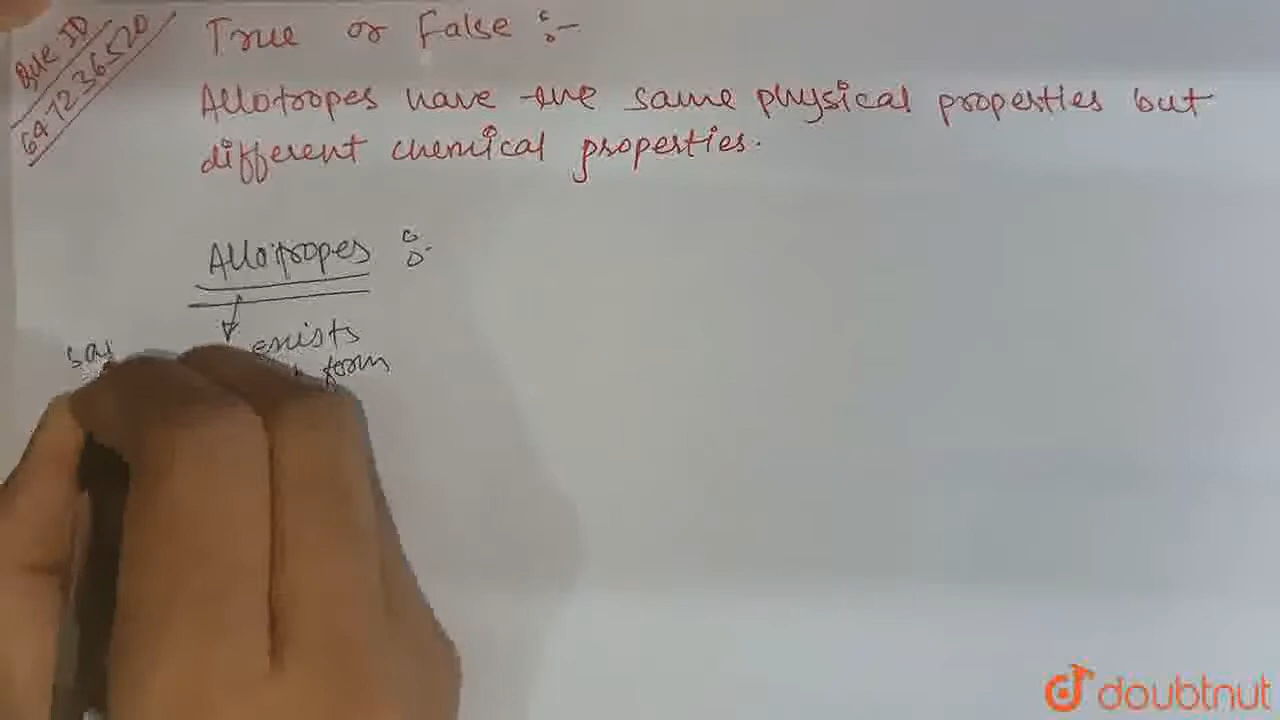 Que ID
647236520
True or False :-
Allotropes have the same physical properties but
different chemical properties.
Allotropes :-
exists
form
doubtnut